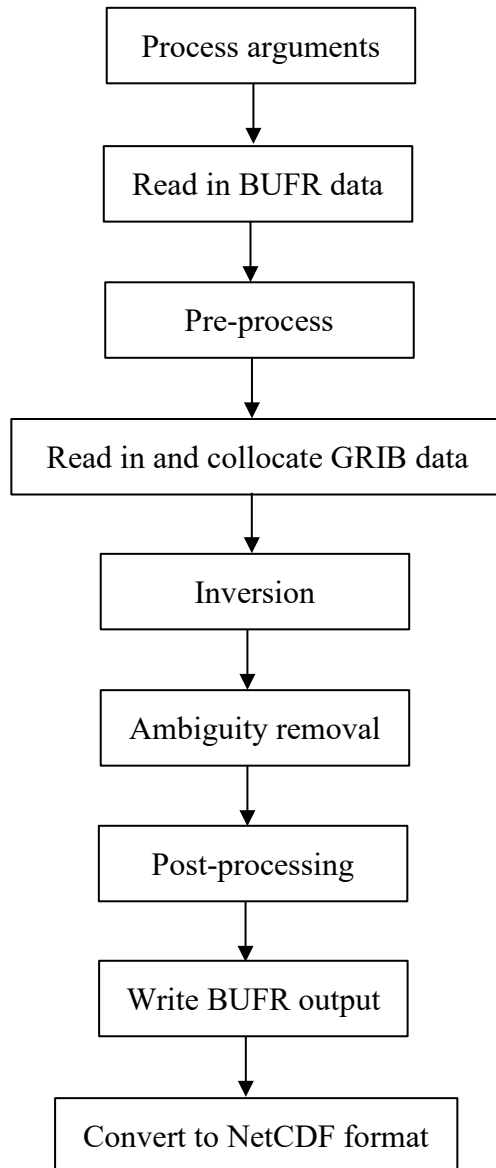 Process arguments
Read in BUFR data
Pre-process
Read in and collocate GRIB data
Inversion
Ambiguity removal
Post-processing
Write BUFR output
Convert to NetCDF format